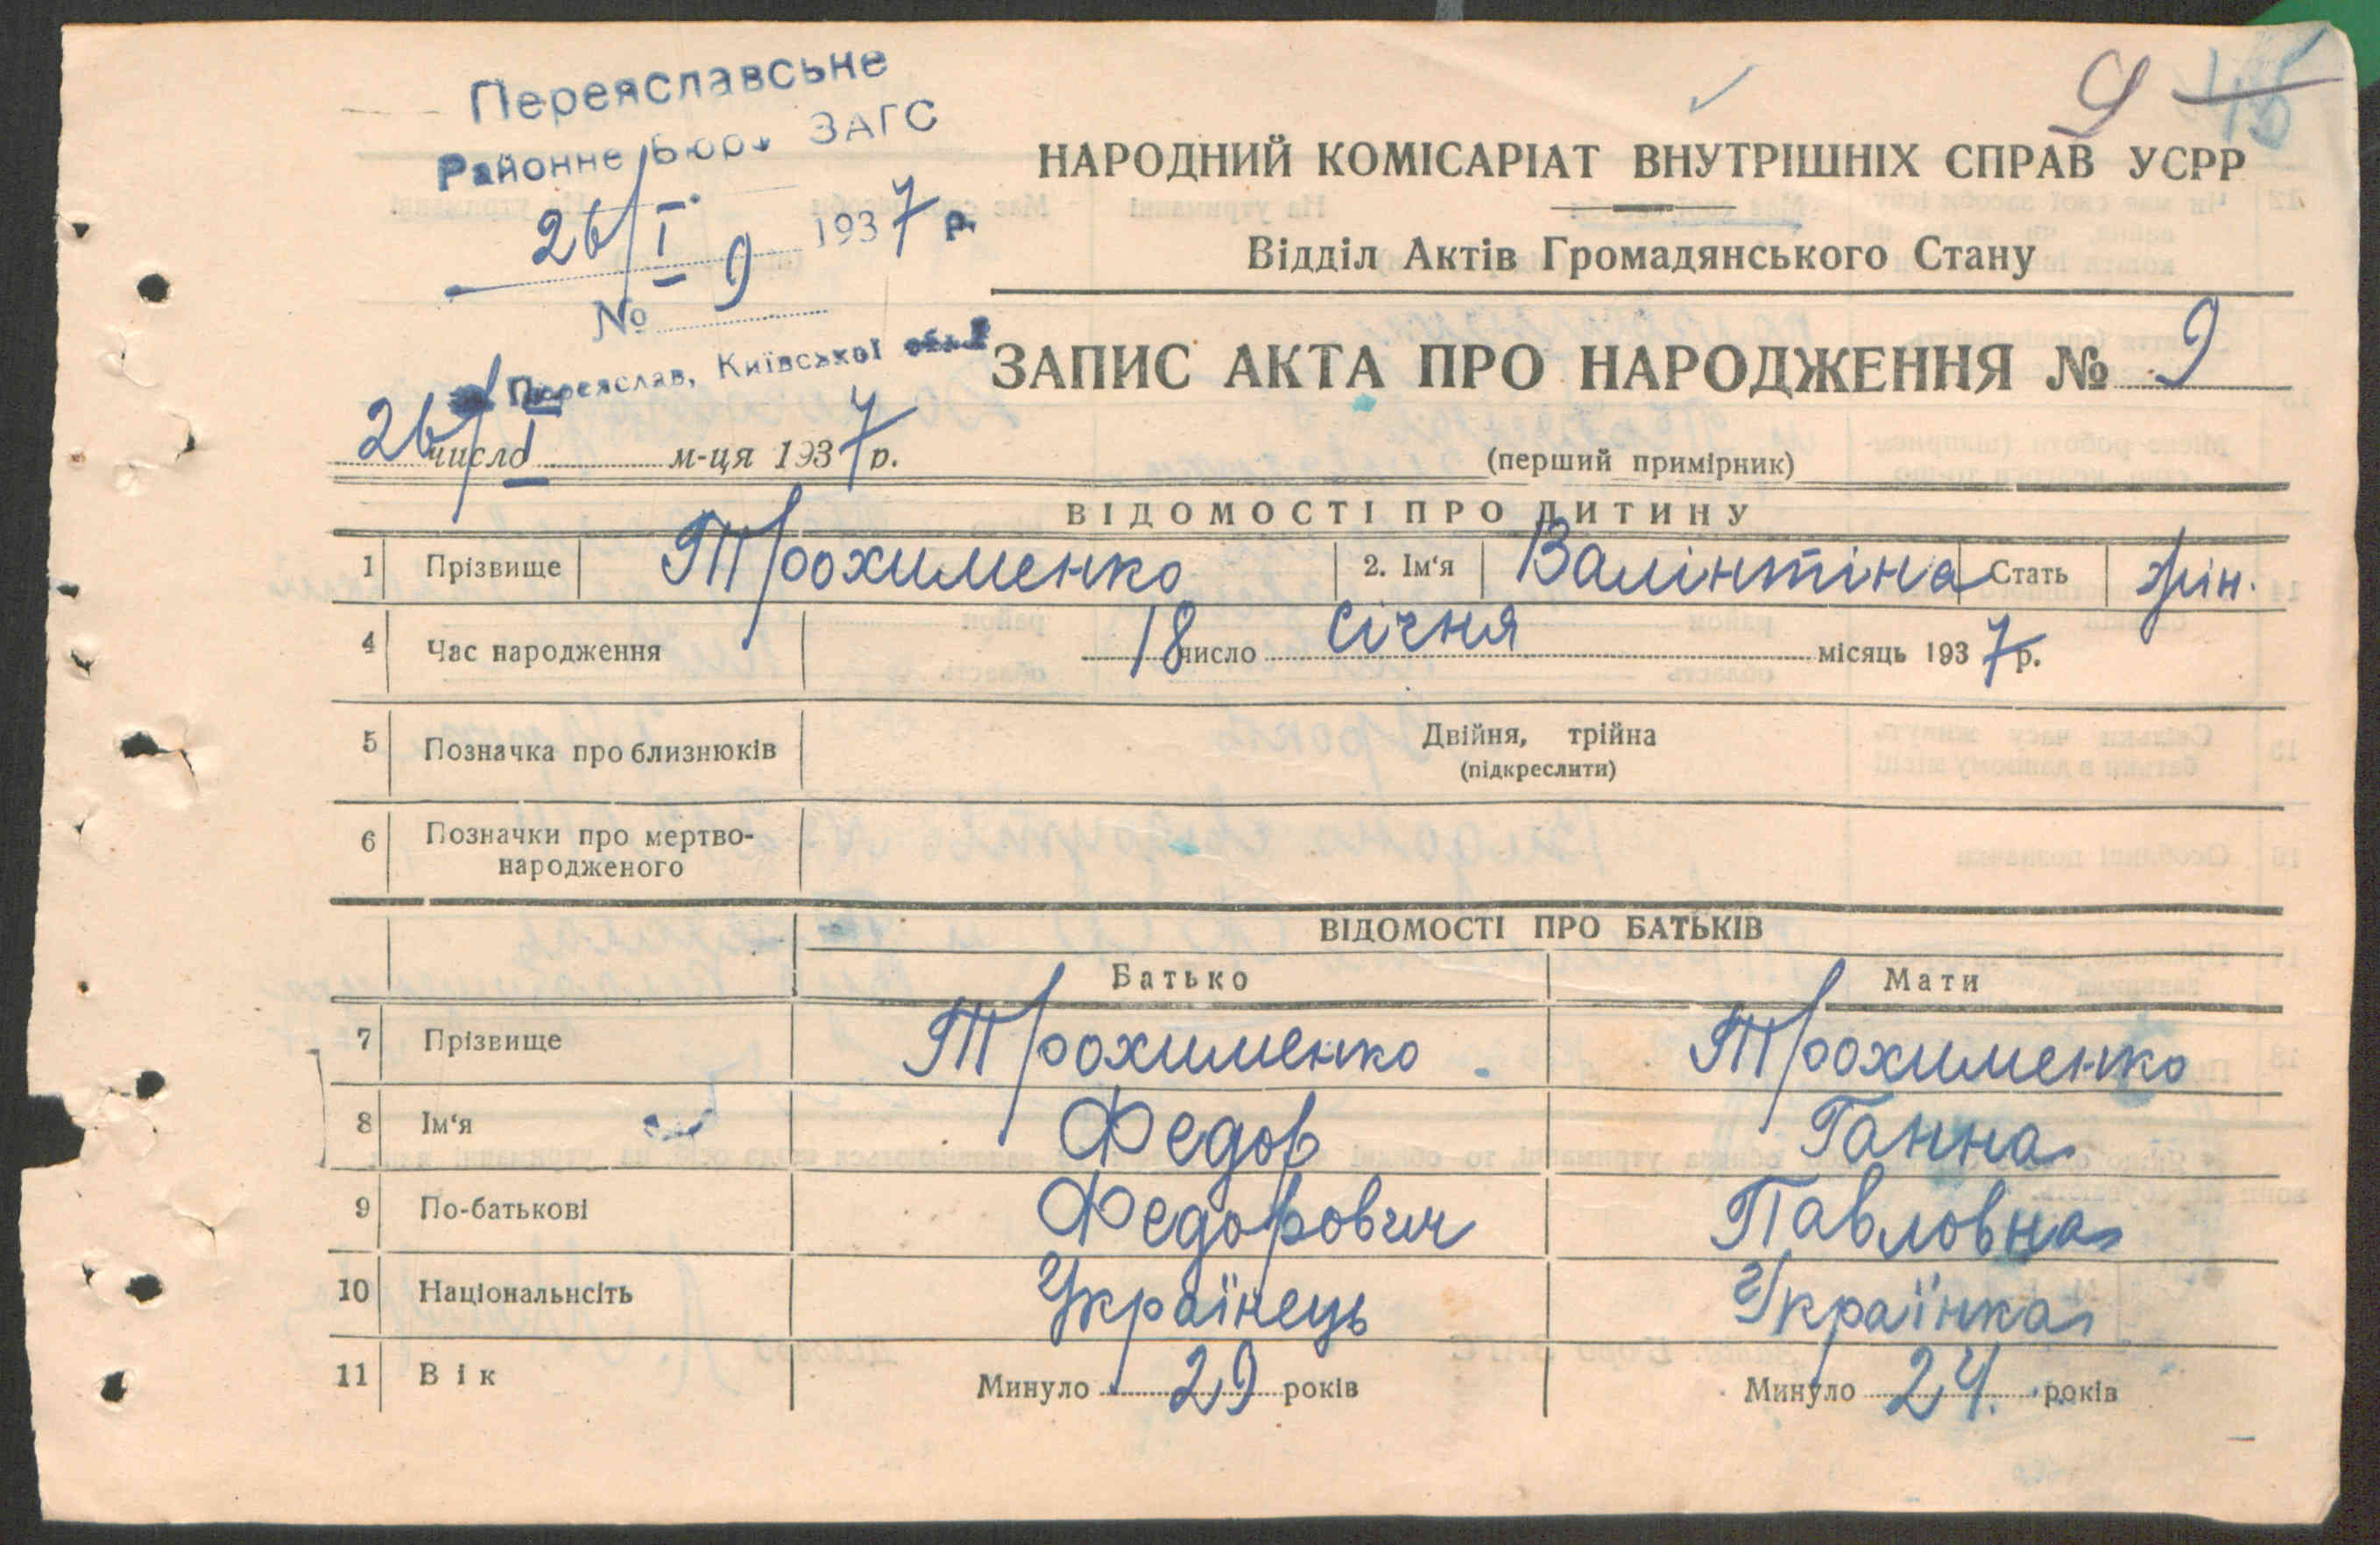 Переяславське
Районне Бюро ЗАГС
26/I 1937 р.
№ 9
Переяслав, Київської обл.
9 45
НАРОДНИЙ КОМІСАРІАТ ВНУТРІШНІХ СПРАВ УСРР
Відділ Актів Громадянського Стану
ЗАПИС АКТА ПРО НАРОДЖЕННЯ № 9
26/I число м-ця 1937 р.
(перший примірник)
ВІДОМОСТІ ПРО ДИТИНУ
1 Прізвище Трохименко 2. Ім'я Валінтіна Стать жін.
4 Час народження 18 число січня місяць 1937 р.
5 Позначка про близнюків Двійня, трійна
(підкреслити)
6 Позначки про мертво-
народженого
ВІДОМОСТІ ПРО БАТЬКІВ
Батько Мати
7 Прізвище Трохименко Трохименко
8 Ім'я Федор Ганна
9 По-батькові Федорович Павловна
10 Національнсіть Українець Українка
11 Вік Минуло 29 років Минуло 24 років